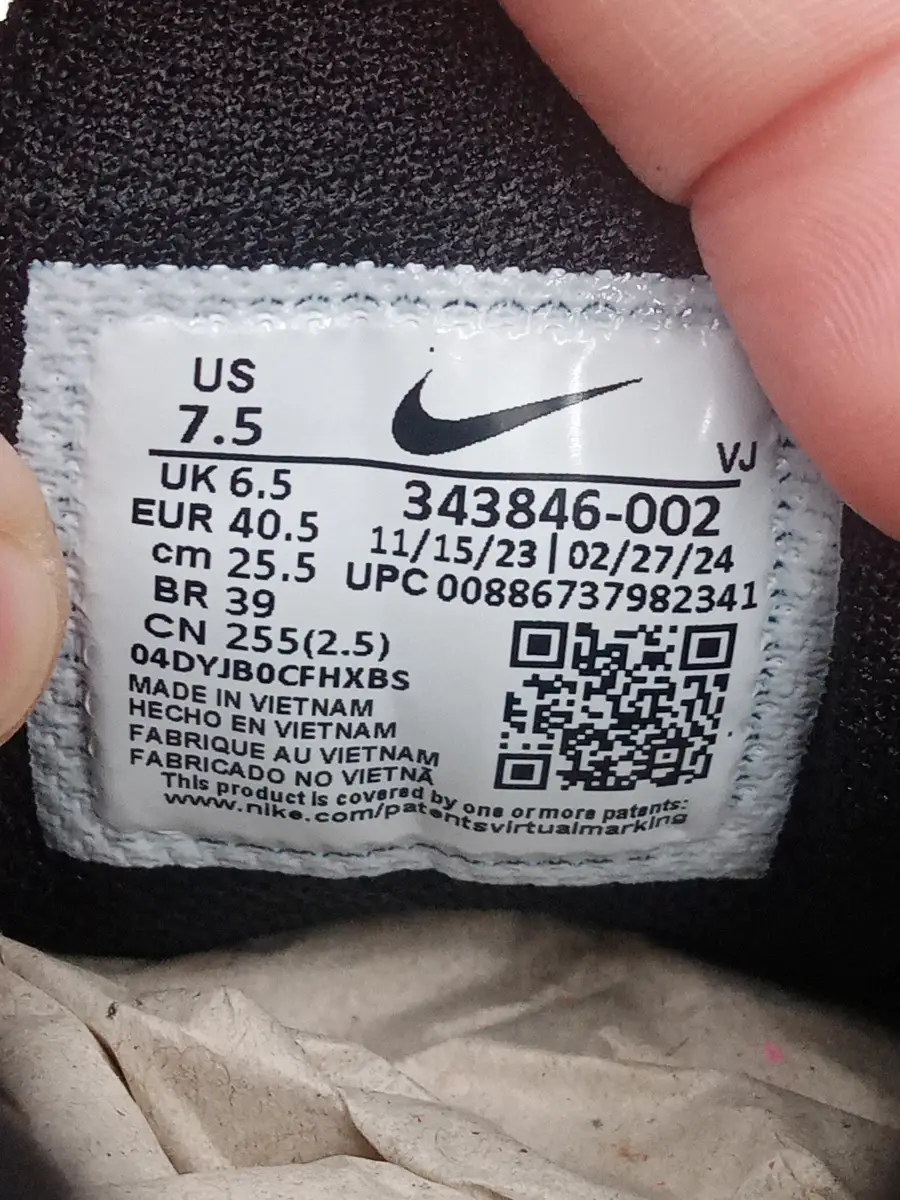 US
7.5
VJ
UK 6.5
EUR 40.5
cm 25.5
BR 39
CN 255(2.5)
343846-002
11/15/23 | 02/27/24
UPC 00886737982341
04DYJB0CFHXBS
MADE IN VIETNAM
HECHO EN VIETNAM
FABRIQUE AU VIETNAM
FABRICADO NO VIETNÃ
This product is covered by one or more patents:
www.nike.com/patentsvirtualmarking